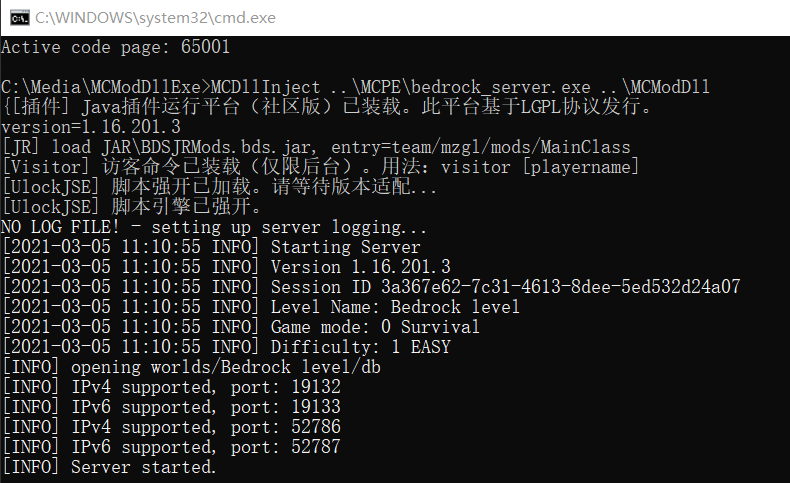 C:\WINDOWS\system32\cmd.exe
Active code page: 65001
C:\Media\MCModDllExe>MCDllInject ..\MCPE\bedrock_server.exe ..\MCModDll
{[插件] Java插件运行平台（社区版）已装载。此平台基于LGPL协议发行。
version=1.16.201.3
[JR] load JAR\BDSJRMods.bds.jar, entry=team/mzgl/mods/MainClass
[Visitor] 访客命令已装载（仅限后台）。用法: visitor [playername]
[UlockJSE] 脚本强开已加载。请等待版本适配...
[UlockJSE] 脚本引擎已强开。
NO LOG FILE! - setting up server logging...
[2021-03-05 11:10:55 INFO] Starting Server
[2021-03-05 11:10:55 INFO] Version 1.16.201.3
[2021-03-05 11:10:55 INFO] Session ID 3a367e62-7c31-4613-8dee-5ed532d24a07
[2021-03-05 11:10:55 INFO] Level Name: Bedrock level
[2021-03-05 11:10:55 INFO] Game mode: 0 Survival
[2021-03-05 11:10:55 INFO] Difficulty: 1 EASY
[INFO] opening worlds/Bedrock level/db
[INFO] IPv4 supported, port: 19132
[INFO] IPv6 supported, port: 19133
[INFO] IPv4 supported, port: 52786
[INFO] IPv6 supported, port: 52787
[INFO] Server started.